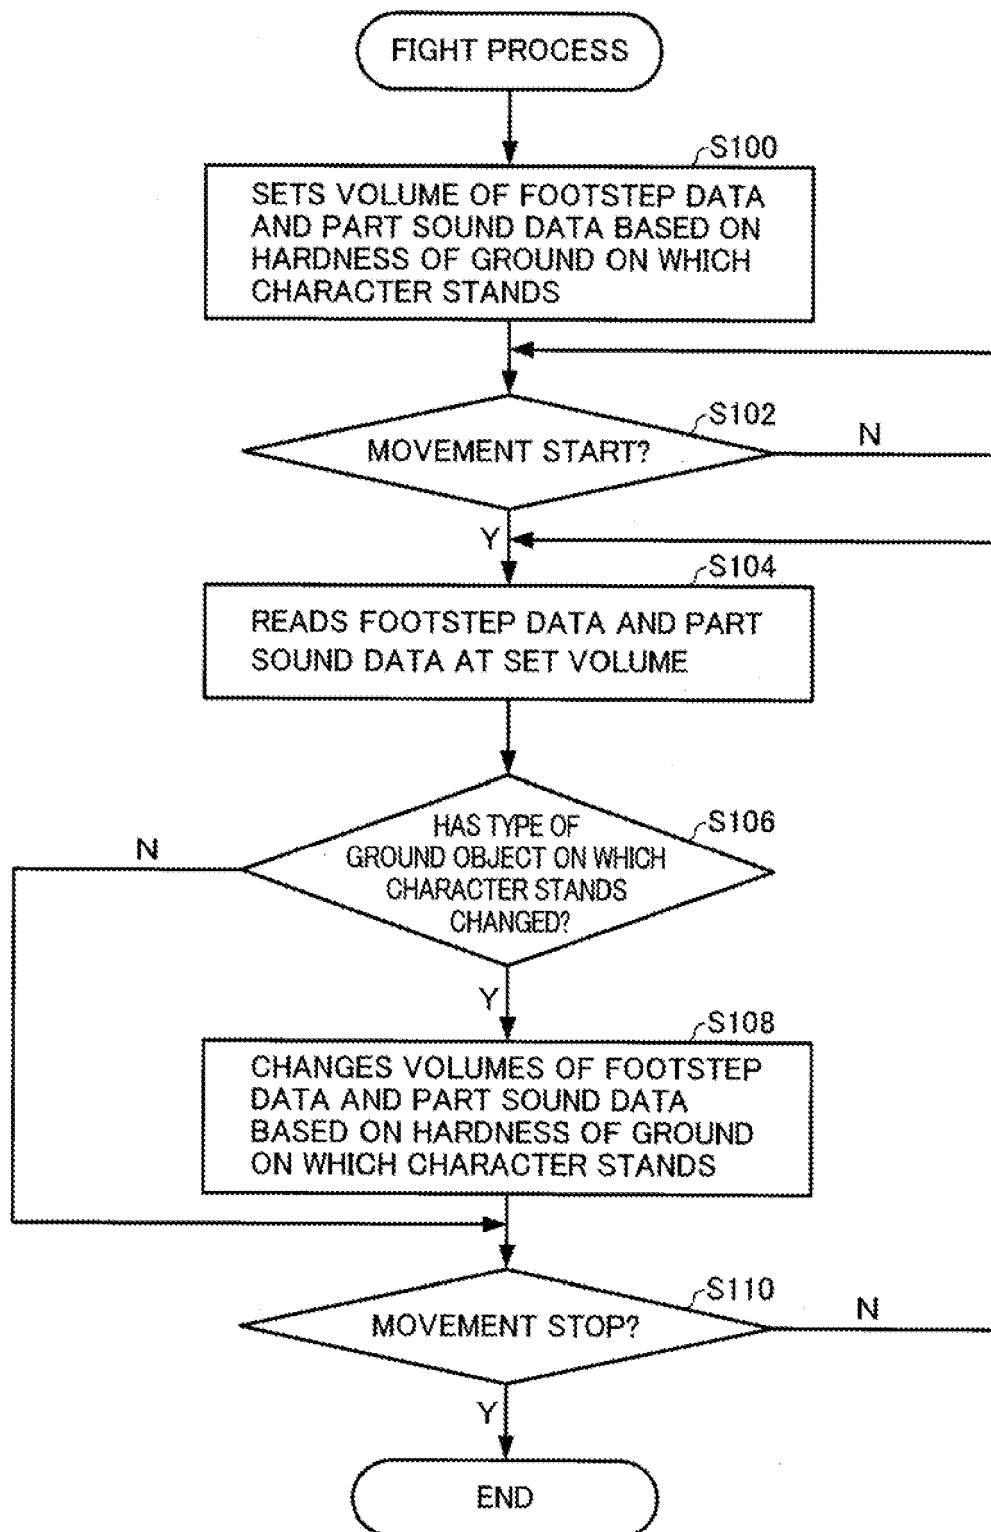 FIGHT PROCESS
S100
SETS VOLUME OF FOOTSTEP DATA
AND PART SOUND DATA BASED ON
HARDNESS OF GROUND ON WHICH
CHARACTER STANDS
S102
MOVEMENT START?
N
Y
S104
READS FOOTSTEP DATA AND PART
SOUND DATA AT SET VOLUME
S106
HAS TYPE OF
GROUND OBJECT ON WHICH
CHARACTER STANDS
CHANGED?
N
Y
S108
CHANGES VOLUMES OF FOOTSTEP
DATA AND PART SOUND DATA
BASED ON HARDNESS OF GROUND
ON WHICH CHARACTER STANDS
S110
MOVEMENT STOP?
N
Y
END